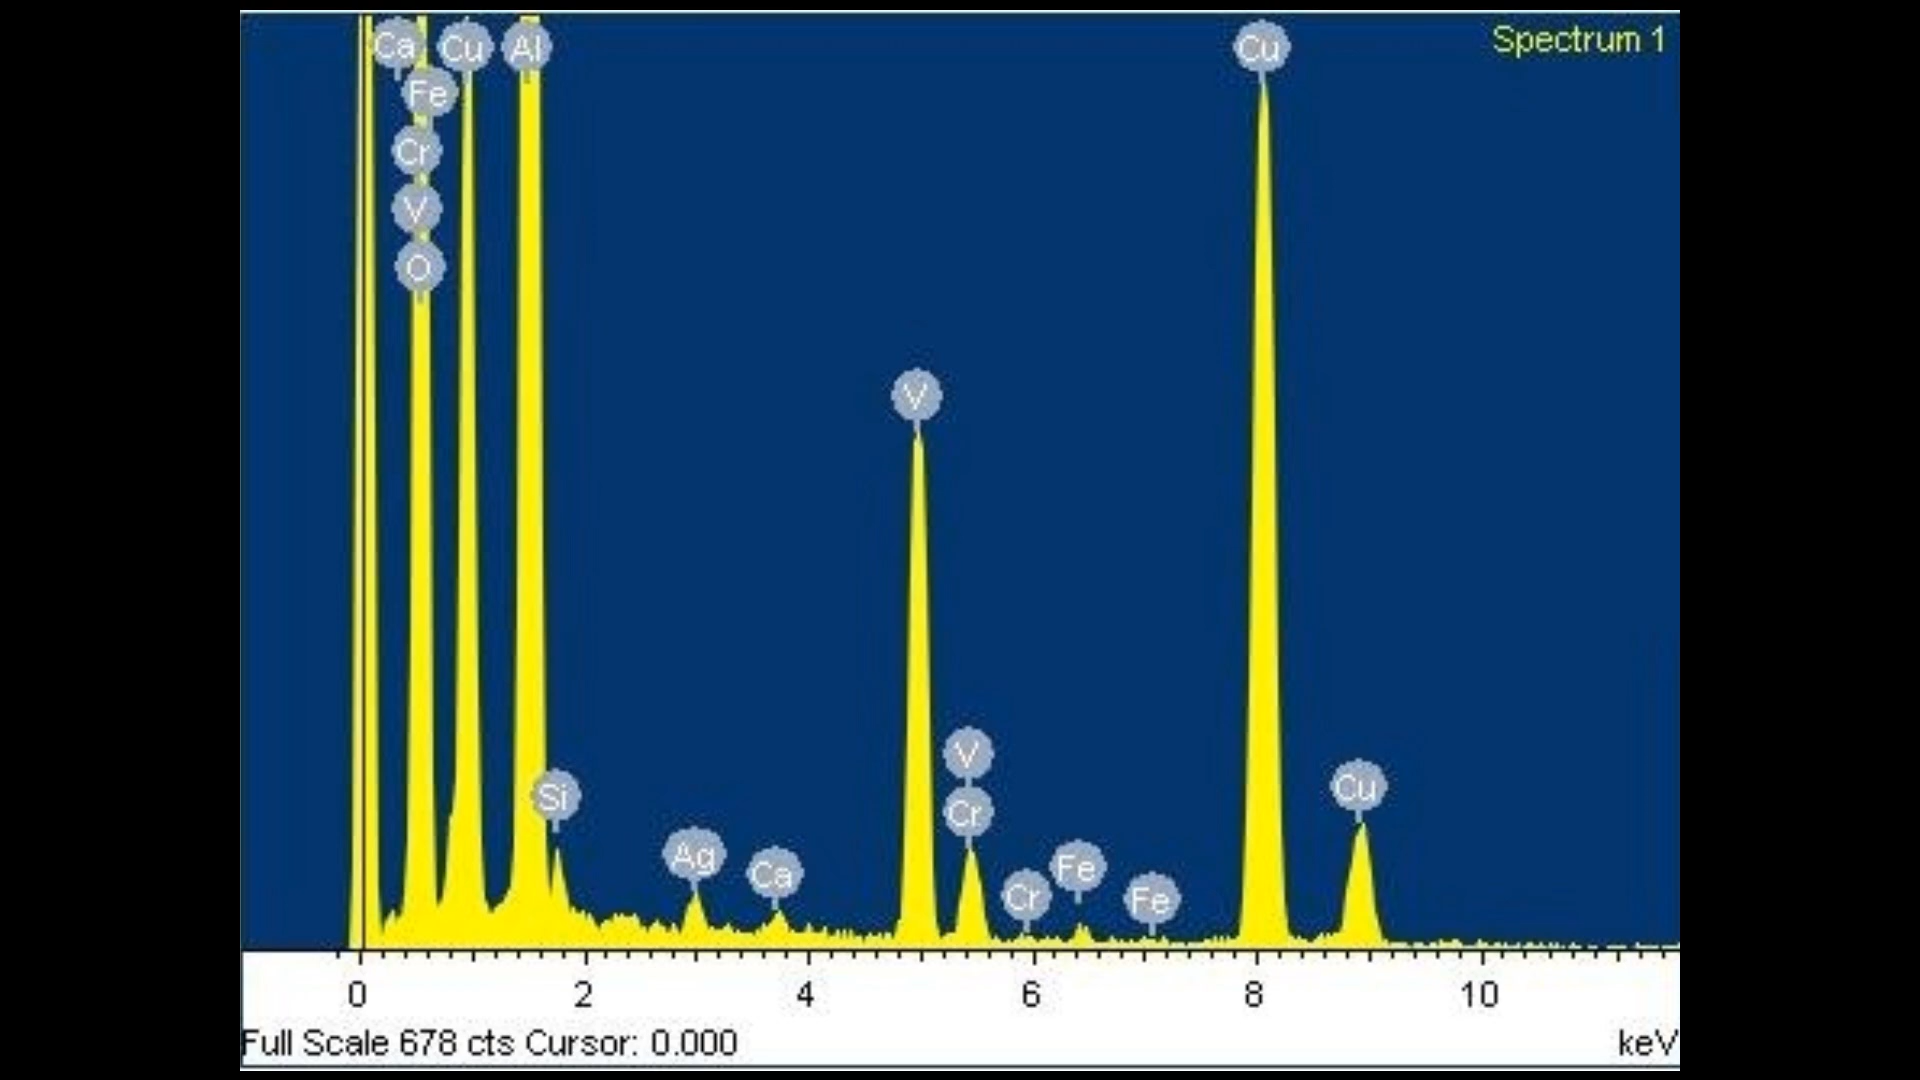 Spectrum 1
Ca Cu Al Cu
Fe
Cr
V
O
V
V
Si Cr Cu
Ag Ca Cr Fe Fe
0 2 4 6 8 10
Full Scale 678 cts Cursor: 0.000 keV